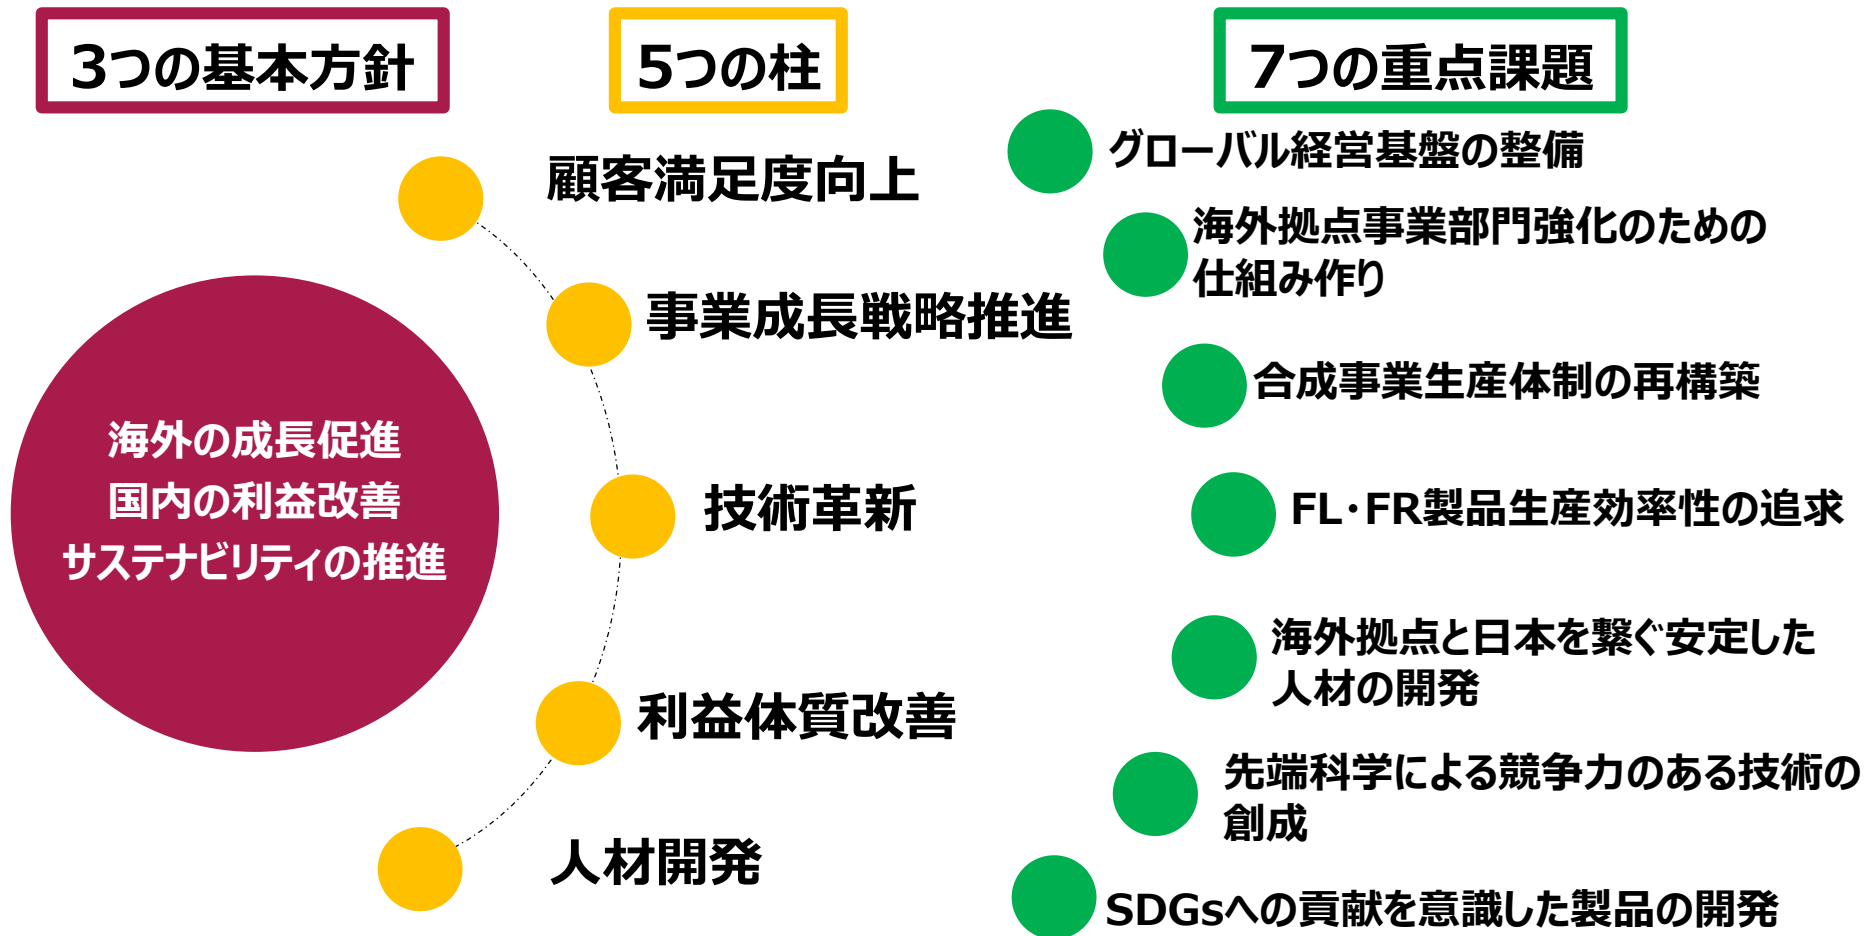 3つの基本方針
海外の成長促進
国内の利益改善
サステナビリティの推進
5つの柱
顧客満足度向上
事業成長戦略推進
技術革新
利益体質改善
人材開発
7つの重点課題
グローバル経営基盤の整備
海外拠点事業部門強化のための
仕組み作り
合成事業生産体制の再構築
FL・FR製品生産効率性の追求
海外拠点と日本を繋ぐ安定した
人材の開発
先端科学による競争力のある技術の
創成
SDGsへの貢献を意識した製品の開発